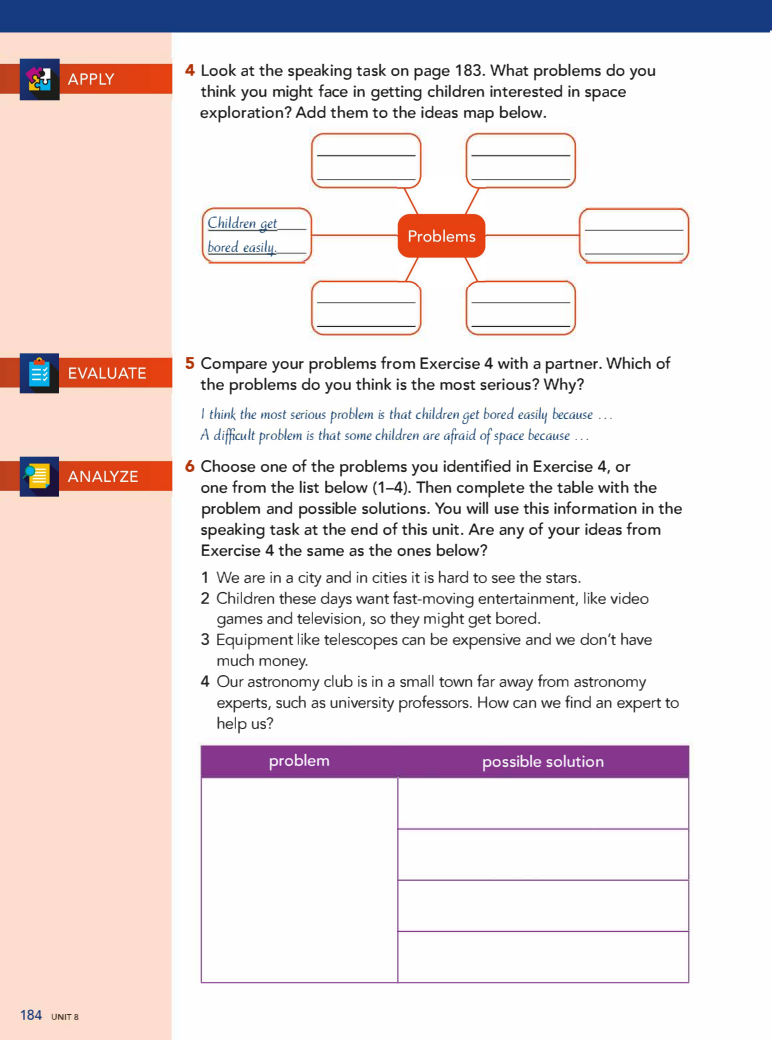 APPLY
4 Look at the speaking task on page 183. What problems do you
think you might face in getting children interested in space
exploration? Add them to the ideas map below.
Children get
bored easily.
Problems
EVALUATE
5 Compare your problems from Exercise 4 with a partner. Which of
the problems do you think is the most serious? Why?
I think the most serious problem is that children get bored easily because …
A difficult problem is that some children are afraid of space because …
ANALYZE
6 Choose one of the problems you identified in Exercise 4, or
one from the list below (1–4). Then complete the table with the
problem and possible solutions. You will use this information in the
speaking task at the end of this unit. Are any of your ideas from
Exercise 4 the same as the ones below?
1 We are in a city and in cities it is hard to see the stars.
2 Children these days want fast-moving entertainment, like video
games and television, so they might get bored.
3 Equipment like telescopes can be expensive and we don't have
much money.
4 Our astronomy club is in a small town far away from astronomy
experts, such as university professors. How can we find an expert to
help us?
problem possible solution
184 UNIT 8